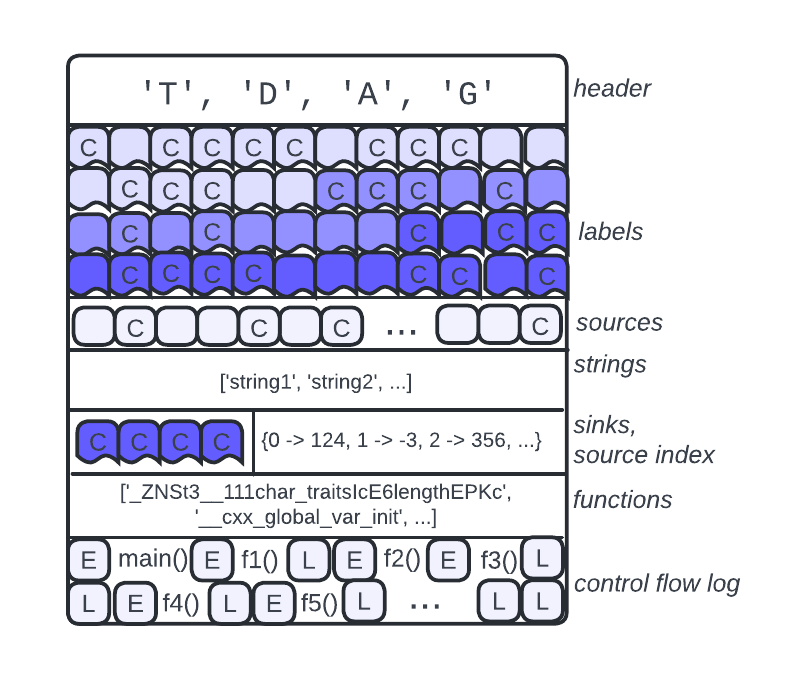 'T', 'D', 'A', 'G'
header
C C C C C C C C
C C C C C C C
C C C C C
C C C C C C C
labels
C C C ... C
sources
strings
['string1', 'string2', ...]
C C C C
{0 -> 124, 1 -> -3, 2 -> 356, ...}
sinks,
source index
['_ZNSt3__111char_traitsIcE6lengthEPKc',
'__cxx_global_var_init', ...]
functions
E main() E f1() L E f2() E f3() L
L E f4() L E f5() L ... L L
control flow log